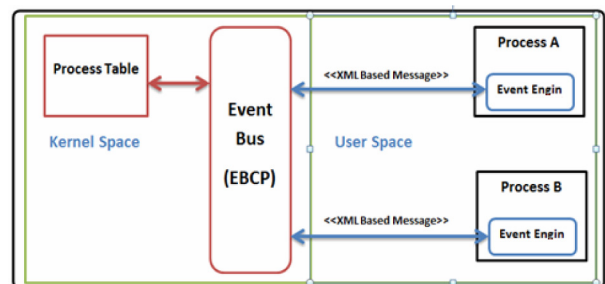 Process Table
Kernel Space
Event
Bus
(EBCP)
<<XML Based Message>>
User Space
<<XML Based Message>>
Process A
Event Engin
Process B
Event Engin